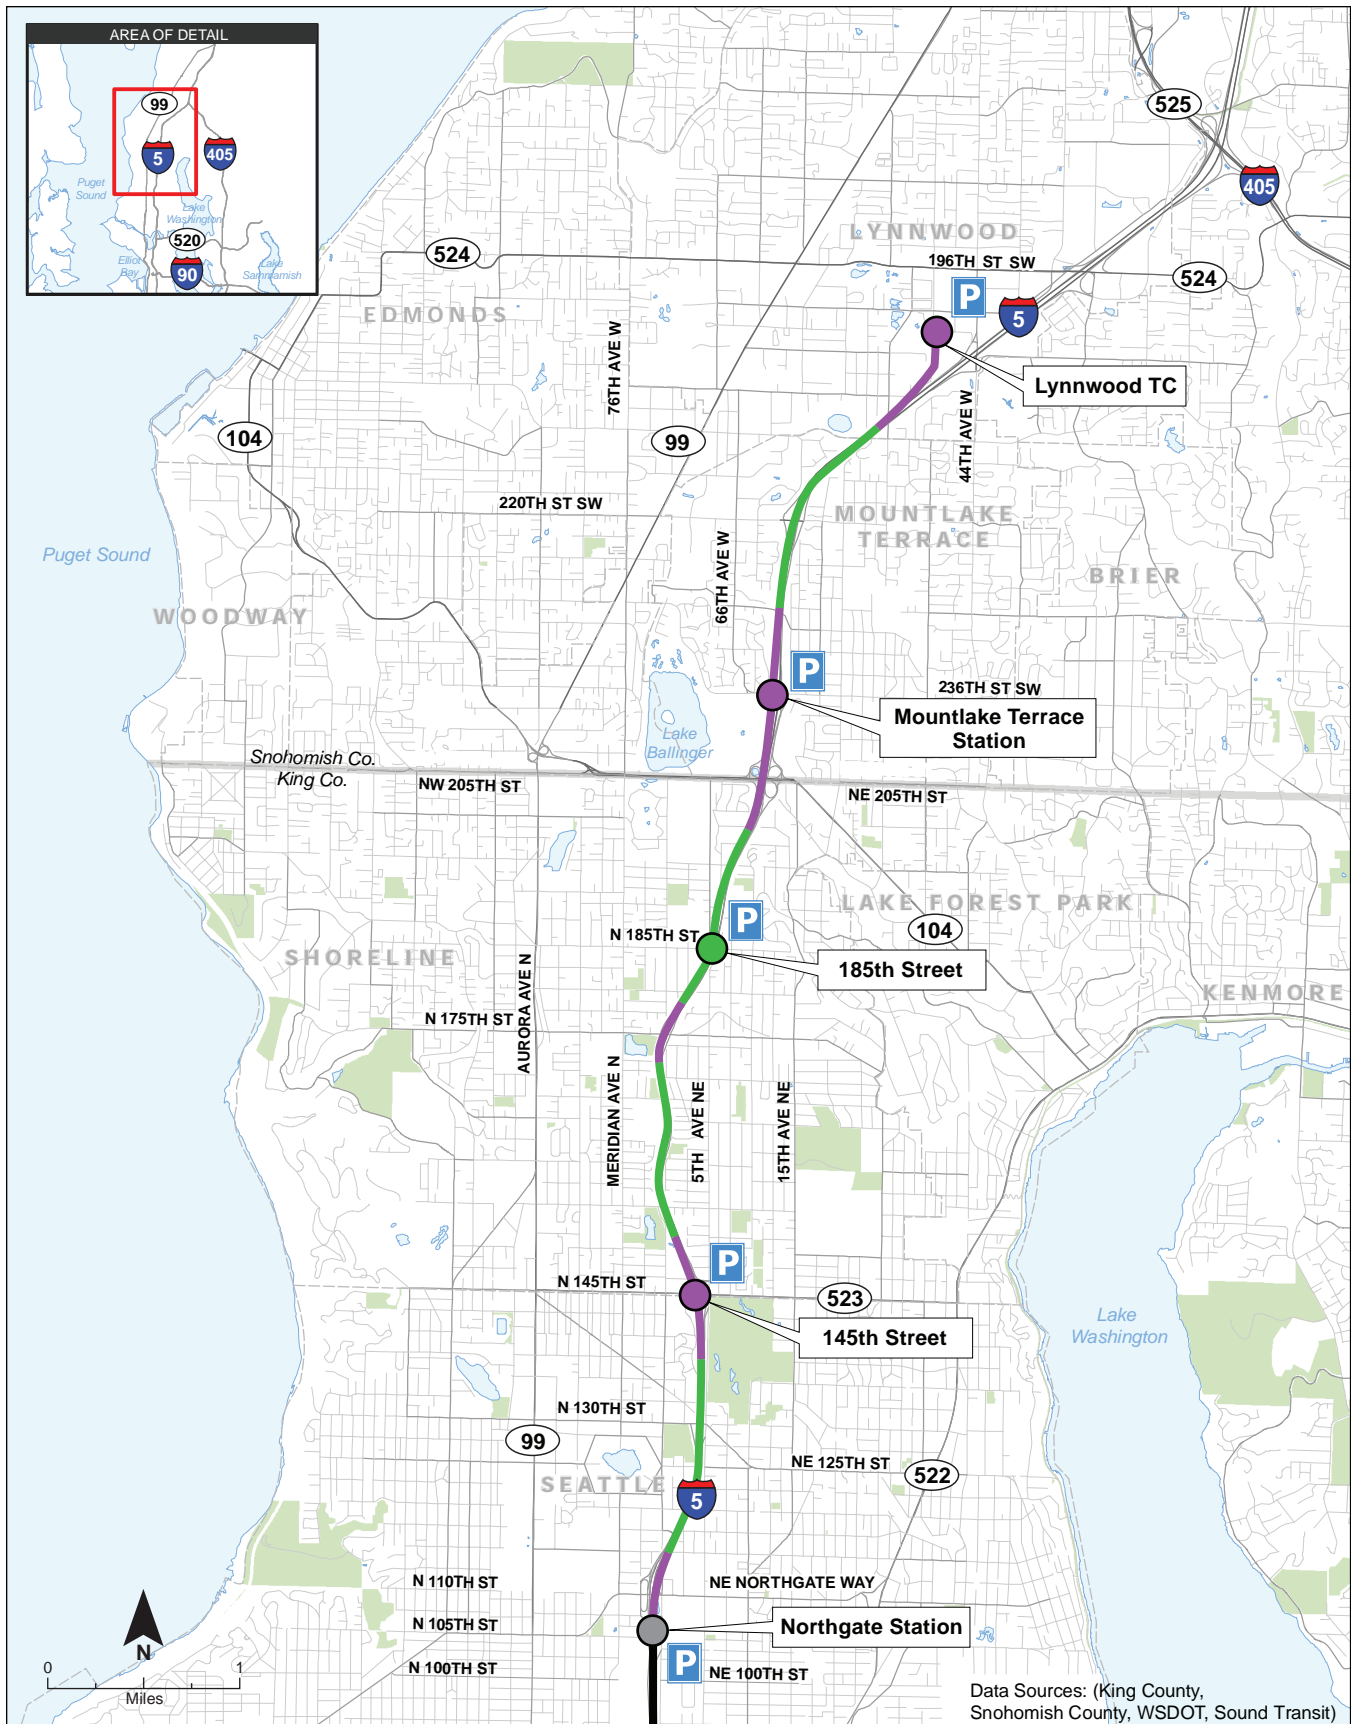 AREA OF DETAIL
99
5
405
Puget
Sound
Lake
Washington
520
Elliot
Bay
90
Lake
Sammamish
525
405
LYNNWOOD
524
196TH ST SW
524
P
5
EDMONDS
76TH AVE W
Lynnwood TC
104
99
44TH AVE W
220TH ST SW
MOUNTLAKE
TERRACE
Puget Sound
66TH AVE W
BRIER
WOODWAY
P
236TH ST SW
Mountlake Terrace
Station
Lake
Ballinger
Snohomish Co.
King Co.
NW 205TH ST
NE 205TH ST
LAKE FOREST PARK
P
104
N 185TH ST
SHORELINE
185th Street
KENMORE
AURORA AVE N
N 175TH ST
MERIDIAN AVE N
5TH AVE NE
15TH AVE NE
P
N 145TH ST
523
Lake
Washington
145th Street
N 130TH ST
99
NE 125TH ST
522
SEATTLE
5
N 110TH ST
NE NORTHGATE WAY
N 105TH ST
Northgate Station
N
P
N 100TH ST
NE 100TH ST
0 1
Miles
Data Sources: (King County,
Snohomish County, WSDOT, Sound Transit)